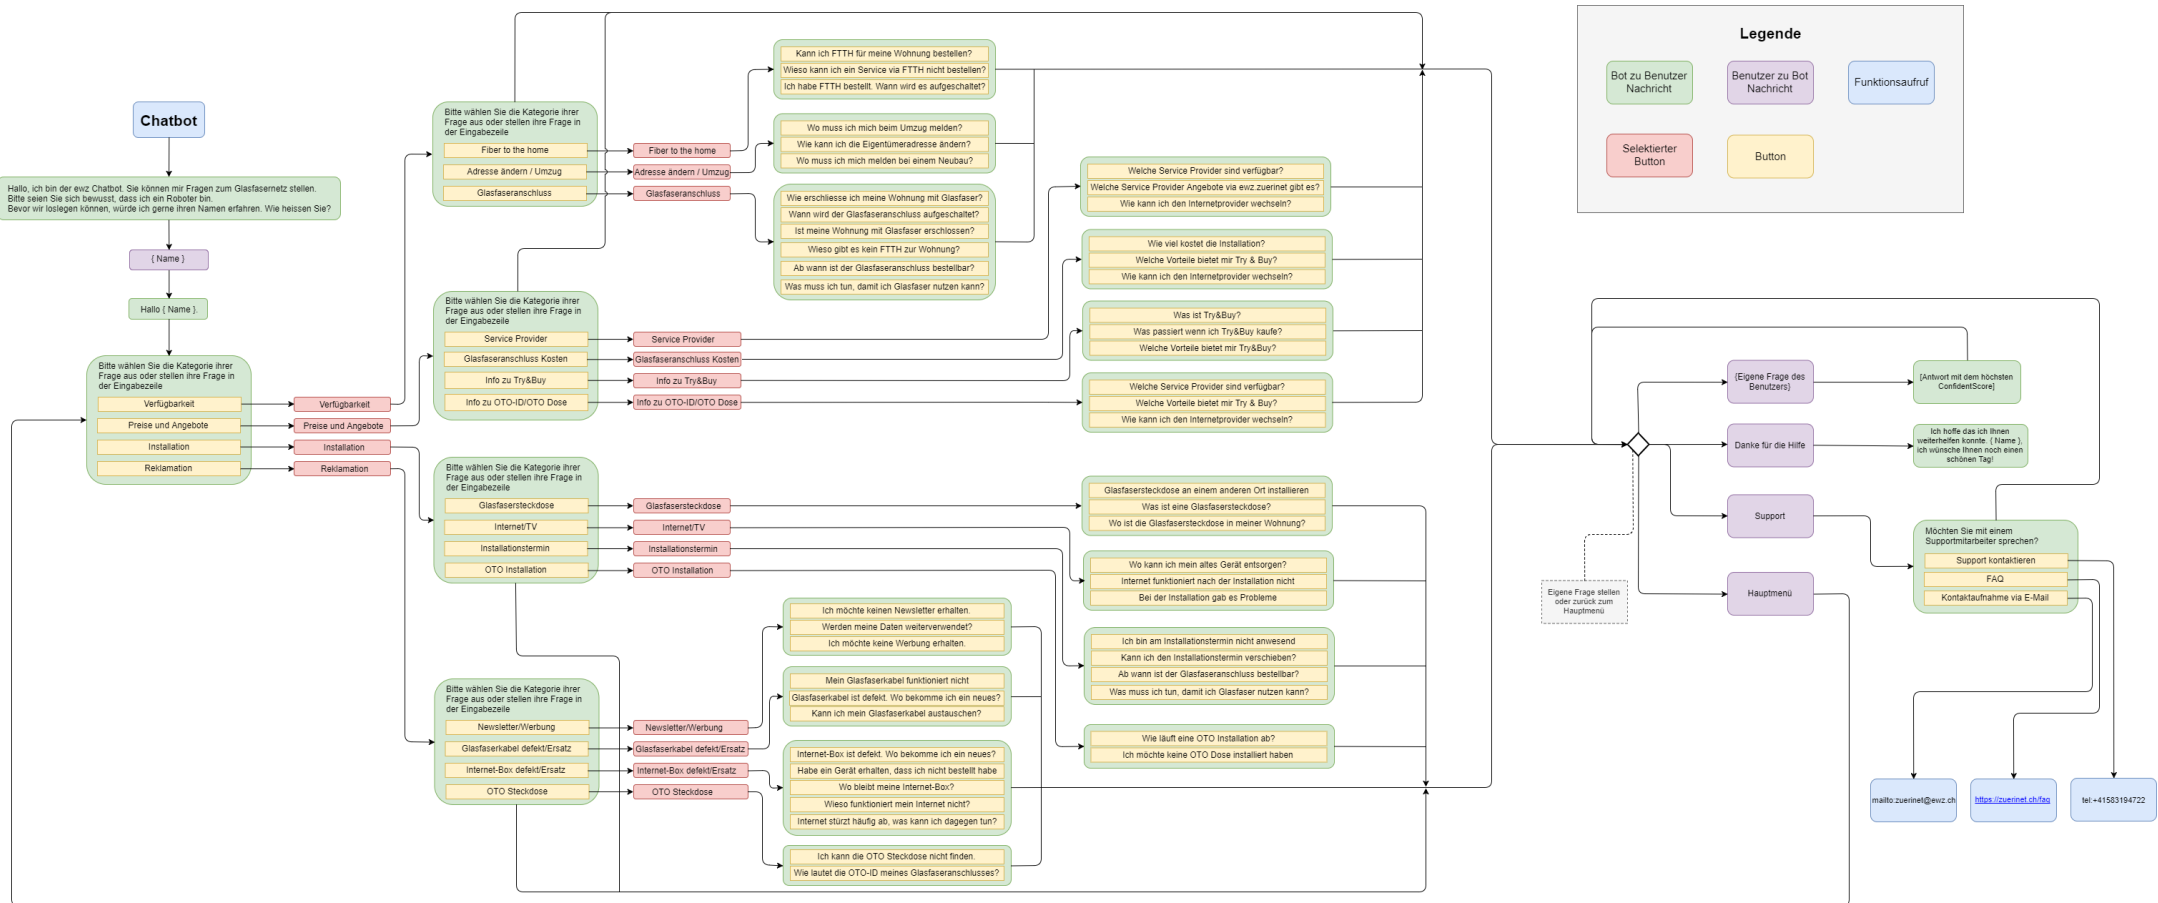 Chatbot
Hallo, ich bin der ewz Chatbot. Sie können mir Fragen zum Glasfasernetz stellen.
Bitte seien Sie sich bewusst, dass ich ein Roboter bin.
Bevor wir loslegen können, würde ich gerne ihren Namen erfahren. Wie heissen Sie?
{ Name }
Hallo { Name }.
Bitte wählen Sie die Kategorie ihrer
Frage aus oder stellen ihre Frage in
der Eingabezeile
Verfügbarkeit
Preise und Angebote
Installation
Reklamation
Verfügbarkeit
Preise und Angebote
Installation
Reklamation
Bitte wählen Sie die Kategorie ihrer
Frage aus oder stellen ihre Frage in
der Eingabezeile
Fiber to the home
Adresse ändern / Umzug
Glasfaseranschluss
Fiber to the home
Adresse ändern / Umzug
Glasfaseranschluss
Kann ich FTTH für meine Wohnung bestellen?
Wieso kann ich ein Service via FTTH nicht bestellen?
Ich habe FTTH bestellt. Wann wird es aufgeschaltet?
Wo muss ich mich beim Umzug melden?
Wie kann ich die Eigentümeradresse ändern?
Wo muss ich mich melden bei einem Neubau?
Wie erschliesse ich meine Wohnung mit Glasfaser?
Wann wird der Glasfaseranschluss aufgeschaltet?
Ist meine Wohnung mit Glasfaser erschlossen?
Wieso gibt es kein FTTH zur Wohnung?
Ab wann ist der Glasfaseranschluss bestellbar?
Was muss ich tun, damit ich Glasfaser nutzen kann?
Bitte wählen Sie die Kategorie ihrer
Frage aus oder stellen ihre Frage in
der Eingabezeile
Service Provider
Glasfaseranschluss Kosten
Info zu Try&Buy
Info zu OTO-ID/OTO Dose
Service Provider
Glasfaseranschluss Kosten
Info zu Try&Buy
Info zu OTO-ID/OTO Dose
Welche Service Provider sind verfügbar?
Welche Service Provider Angebote via ewz.zuerinet gibt es?
Wie kann ich den Internetprovider wechseln?
Wie viel kostet die Installation?
Welche Vorteile bietet mir Try & Buy?
Wie kann ich den Internetprovider wechseln?
Was ist Try&Buy?
Was passiert wenn ich Try&Buy kaufe?
Welche Vorteile bietet mir Try&Buy?
Welche Service Provider sind verfügbar?
Welche Vorteile bietet mir Try & Buy?
Wie kann ich den Internetprovider wechseln?
Bitte wählen Sie die Kategorie ihrer
Frage aus oder stellen ihre Frage in
der Eingabezeile
Glasfasersteckdose
Internet/TV
Installationstermin
OTO Installation
Glasfasersteckdose
Internet/TV
Installationstermin
OTO Installation
Glasfasersteckdose an einem anderen Ort installieren
Was ist eine Glasfasersteckdose?
Wo ist die Glasfasersteckdose in meiner Wohnung?
Wo kann ich mein altes Gerät entsorgen?
Internet funktioniert nach der Installation nicht
Bei der Installation gab es Probleme
Ich bin am Installationstermin nicht anwesend
Kann ich den Installationstermin verschieben?
Ab wann ist der Glasfaseranschluss bestellbar?
Was muss ich tun, damit ich Glasfaser nutzen kann?
Wie läuft eine OTO Installation ab?
Ich möchte keine OTO Dose installiert haben
Bitte wählen Sie die Kategorie ihrer
Frage aus oder stellen ihre Frage in
der Eingabezeile
Newsletter/Werbung
Glasfaserkabel defekt/Ersatz
Internet-Box defekt/Ersatz
OTO Steckdose
Newsletter/Werbung
Glasfaserkabel defekt/Ersatz
Internet-Box defekt/Ersatz
OTO Steckdose
Ich möchte keinen Newsletter erhalten.
Werden meine Daten weiterverwendet?
Ich möchte keine Werbung erhalten.
Mein Glasfaserkabel funktioniert nicht
Glasfaserkabel ist defekt. Wo bekomme ich ein neues?
Kann ich mein Glasfaserkabel austauschen?
Internet-Box ist defekt. Wo bekomme ich ein neues?
Habe ein Gerät erhalten, dass ich nicht bestellt habe
Wo bleibt meine Internet-Box?
Wieso funktioniert mein Internet nicht?
Internet stürzt häufig ab, was kann ich dagegen tun?
Ich kann die OTO Steckdose nicht finden.
Wie lautet die OTO-ID meines Glasfaseranschlusses?
Legende
Bot zu Benutzer
Nachricht
Benutzer zu Bot
Nachricht
Funktionsaufruf
Selektierter
Button
Button
Eigene Frage stellen
oder zurück zum
Hauptmenü
{Eigene Frage des
Benutzers}
[Antwort mit dem höchsten
ConfidentScore]
Danke für die Hilfe
Ich hoffe das ich Ihnen
weiterhelfen konnte. { Name },
ich wünsche Ihnen noch einen
schönen Tag!
Support
Möchten Sie mit einem
Supportmitarbeiter sprechen?
Support kontaktieren
FAQ
Kontaktaufnahme via E-Mail
Hauptmenü
mailto:zuerinet@ewz.ch
https://zuerinet.ch/faq
tel:+41583194722